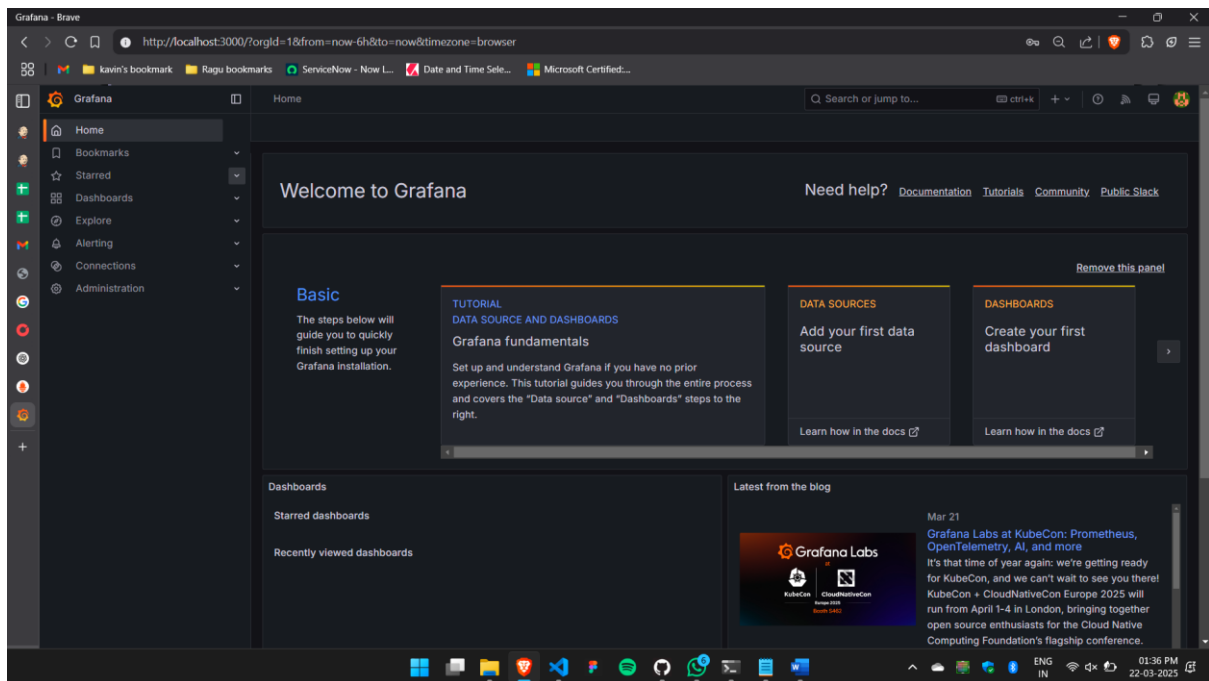 Grafana - Brave
http://localhost:3000/?orgId=1&from=now-6h&to=now&timezone=browser
kavin's bookmark
Ragu bookmarks
ServiceNow - Now L...
Date and Time Sele...
Microsoft Certified:...
Grafana
Home
Search or jump to...
ctrl+k
Home
Bookmarks
Starred
Dashboards
Explore
Alerting
Connections
Administration
Welcome to Grafana
Need help?
Documentation
Tutorials
Community
Public Slack
Remove this panel
Basic
The steps below will
guide you to quickly
finish setting up your
Grafana installation.
TUTORIAL
DATA SOURCE AND DASHBOARDS
Grafana fundamentals
Set up and understand Grafana if you have no prior
experience. This tutorial guides you through the entire process
and covers the “Data source” and “Dashboards” steps to the
right.
DATA SOURCES
Add your first data
source
Learn how in the docs
DASHBOARDS
Create your first
dashboard
Learn how in the docs
Dashboards
Starred dashboards
Recently viewed dashboards
Latest from the blog
Grafana Labs
at
KubeCon
CloudNativeCon
Europe 2025
Mar 21
Grafana Labs at KubeCon: Prometheus,
OpenTelemetry, AI, and more
It's that time of year again: we're getting ready
for KubeCon, and we can't wait to see you there!
KubeCon + CloudNativeCon Europe 2025 will
run from April 1-4 in London, bringing together
open source enthusiasts for the Cloud Native
Computing Foundation's flagship conference.
ENG
IN
01:36 PM
22-03-2025